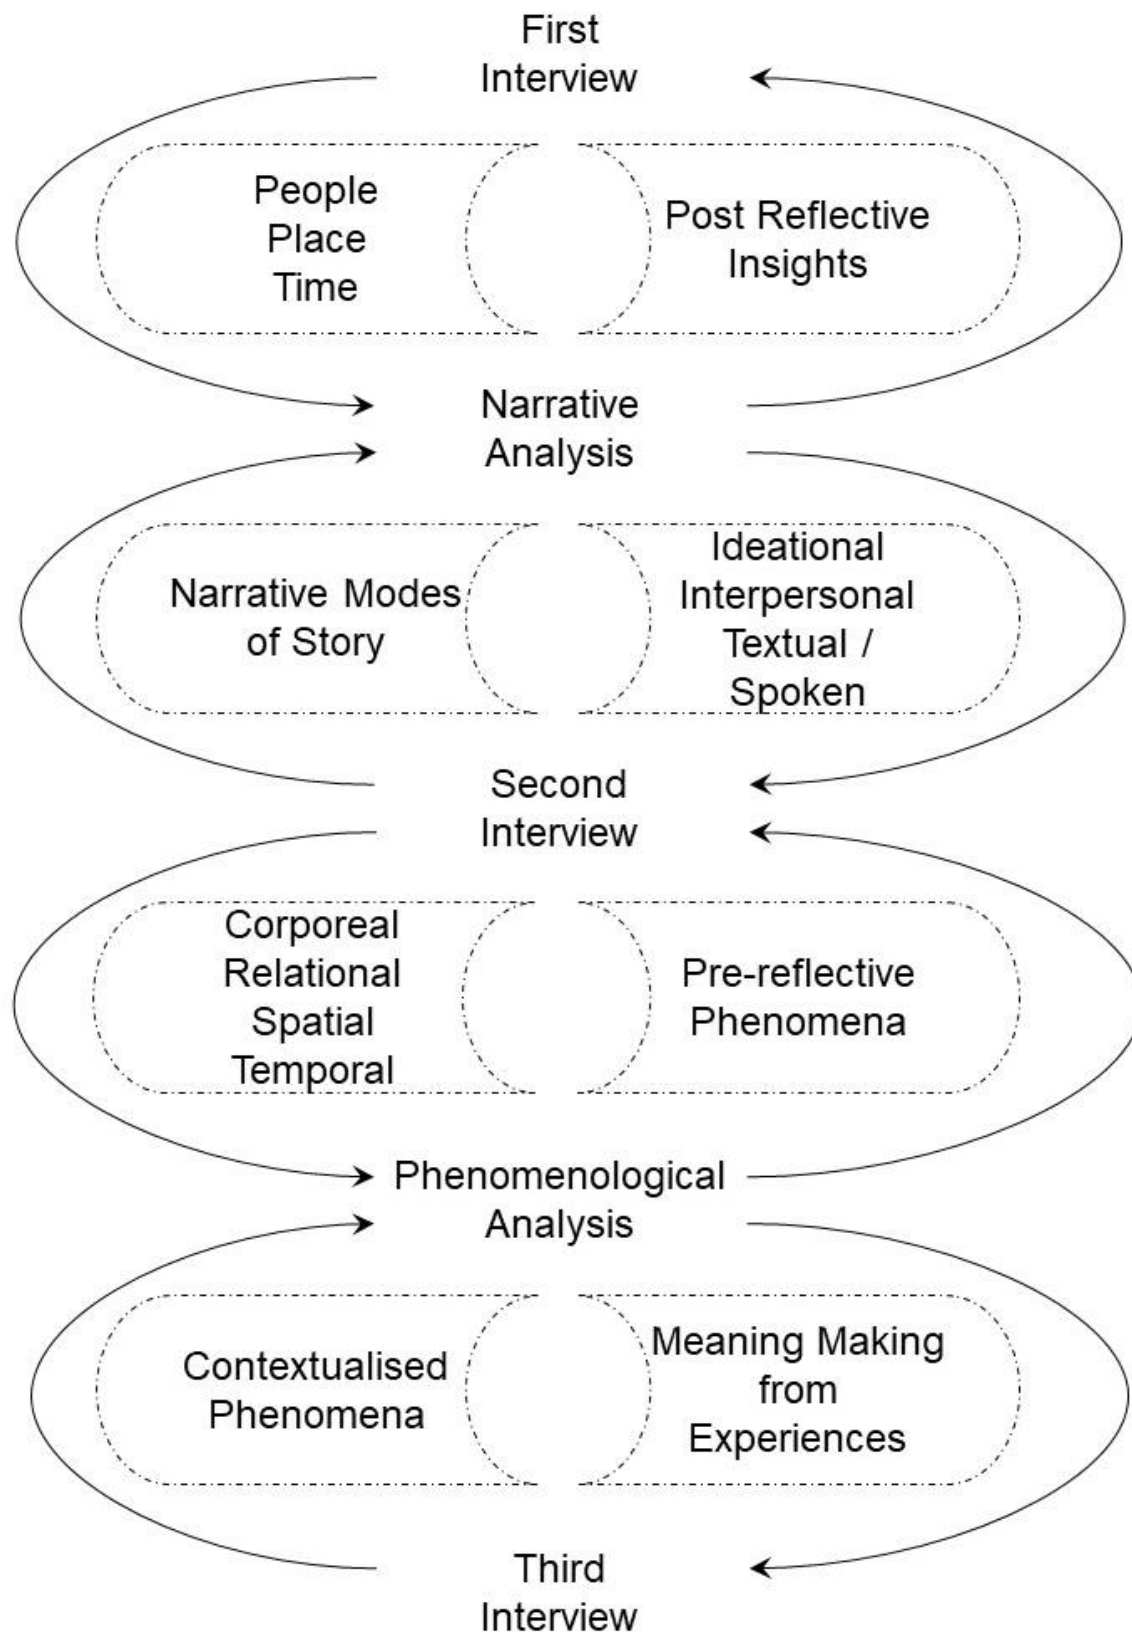 First
Interview
People
Place
Time
Post Reflective
Insights
Narrative
Analysis
Narrative Modes
of Story
Ideational
Interpersonal
Textual /
Spoken
Second
Interview
Corporeal
Relational
Spatial
Temporal
Pre-reflective
Phenomena
Phenomenological
Analysis
Contextualised
Phenomena
Meaning Making
from
Experiences
Third
Interview